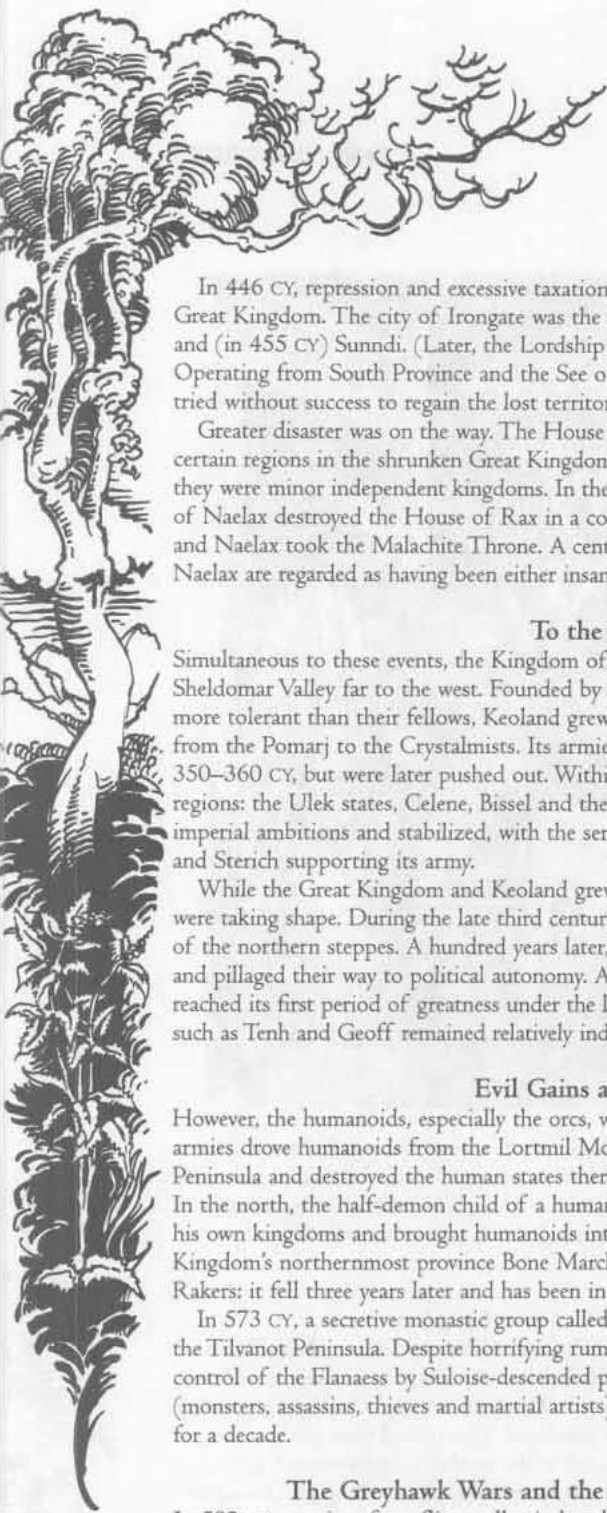 In 446 CY, repression and excessive taxation
Great Kingdom. The city of Irongate was the
and (in 455 CY) Sunndi. (Later, the Lordship
Operating from South Province and the See o
tried without success to regain the lost territor
Greater disaster was on the way. The House
certain regions in the shrunken Great Kingdom
they were minor independent kingdoms. In the
of Naelax destroyed the House of Rax in a co
and Naelax took the Malachite Throne. A cent
Naelax are regarded as having been either insan
To the
Simultaneous to these events, the Kingdom of
Sheldomar Valley far to the west. Founded by
more tolerant than their fellows, Keoland grew
from the Pomarj to the Crystalmists. Its armie
350–360 CY, but were later pushed out. Withi
regions: the Ulek states, Celene, Bissel and the
imperial ambitions and stabilized, with the ser
and Sterich supporting its army.
While the Great Kingdom and Keoland grew
were taking shape. During the late third centur
of the northern steppes. A hundred years later,
and pillaged their way to political autonomy. A
reached its first period of greatness under the l
such as Tenh and Geoff remained relatively ind
Evil Gains a
However, the humanoids, especially the orcs, w
armies drove humanoids from the Lortmil Mo
Peninsula and destroyed the human states ther
In the north, the half-demon child of a human
his own kingdoms and brought humanoids int
Kingdom's northernmost province Bone March
Rakers: it fell three years later and has been in
In 573 CY, a secretive monastic group called
the Tilvanot Peninsula. Despite horrifying rum
control of the Flanaess by Suloise-descended p
(monsters, assassins, thieves and martial artists
for a decade.
The Greyhawk Wars and the